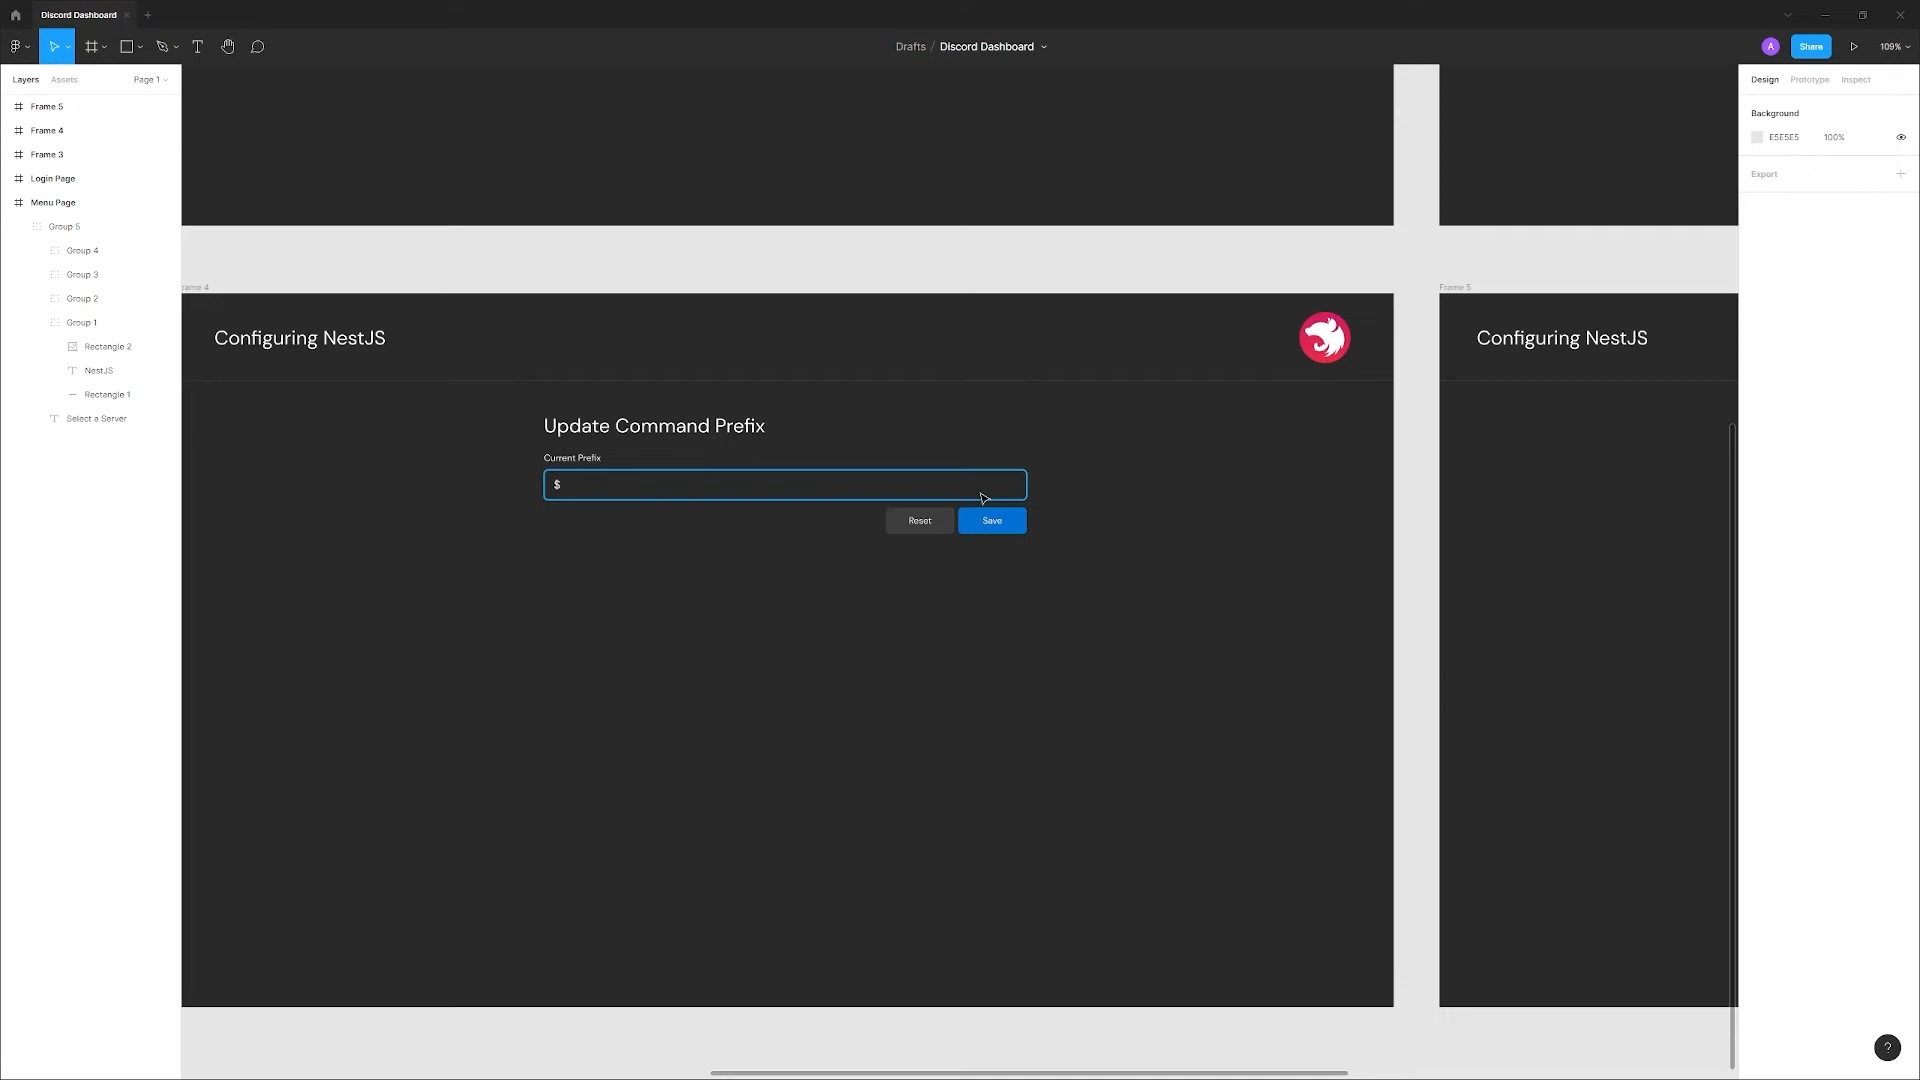 Discord Dashboard
Drafts / Discord Dashboard
A
Share
109%
Layers
Assets
Page 1
Frame 5
Frame 4
Frame 3
Login Page
Menu Page
Group 5
Group 4
Group 3
Group 2
Group 1
Rectangle 2
NestJS
Rectangle 1
Select a Server
rame 4
Configuring NestJS
Update Command Prefix
Current Prefix
$
Reset
Save
Frame 5
Configuring NestJS
Design
Prototype
Inspect
Background
E5E5E5
100%
Export
?